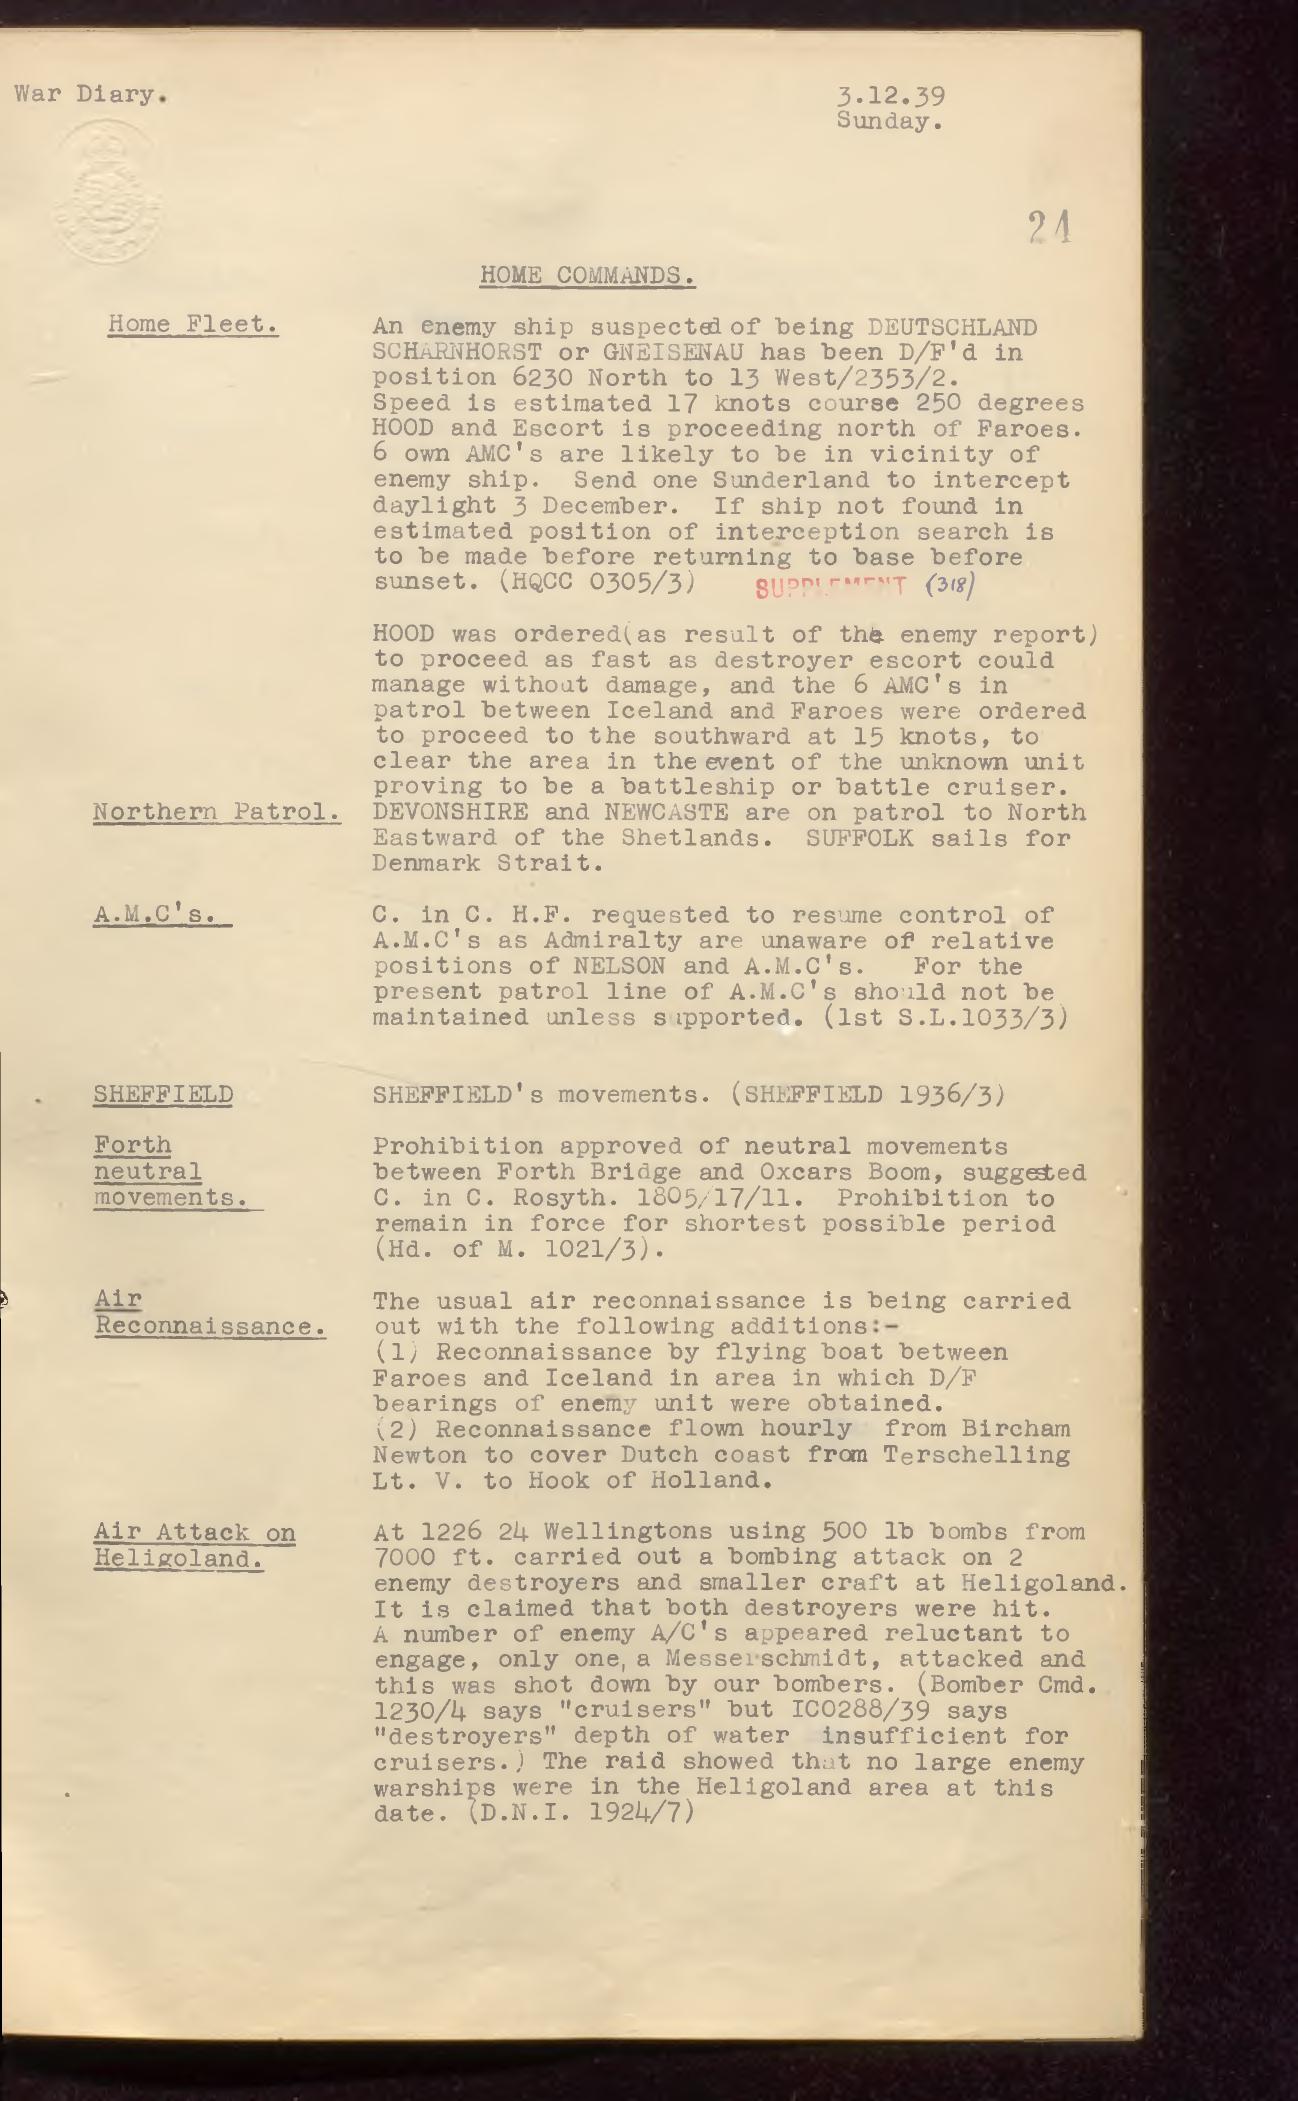 War Diary.
3.12.39
Sunday.
24
HOME COMMANDS.
Home Fleet.
An enemy ship suspected of being DEUTSCHLAND
SCHARNHORST or GNEISENAU has been D/F'd in
position 6230 North to 13 West/2353/2.
Speed is estimated 17 knots course 250 degrees
HOOD and Escort is proceeding north of Faroes.
6 own AMC's are likely to be in vicinity of
enemy ship. Send one Sunderland to intercept
daylight 3 December. If ship not found in
estimated position of interception search is
to be made before returning to base before
sunset. (HQCC 0305/3) SUPPLEMENT (318)
HOOD was ordered(as result of the enemy report)
to proceed as fast as destroyer escort could
manage without damage, and the 6 AMC's in
patrol between Iceland and Faroes were ordered
to proceed to the southward at 15 knots, to
clear the area in the event of the unknown unit
proving to be a battleship or battle cruiser.
Northern Patrol.
DEVONSHIRE and NEWCASTE are on patrol to North
Eastward of the Shetlands. SUFFOLK sails for
Denmark Strait.
A.M.C's.
C. in C. H.F. requested to resume control of
A.M.C's as Admiralty are unaware of relative
positions of NELSON and A.M.C's. For the
present patrol line of A.M.C's should not be
maintained unless supported. (1st S.L.1033/3)
SHEFFIELD
SHEFFIELD's movements. (SHEFFIELD 1936/3)
Forth
neutral
movements.
Prohibition approved of neutral movements
between Forth Bridge and Oxcars Boom, suggested
C. in C. Rosyth. 1805/17/11. Prohibition to
remain in force for shortest possible period
(Hd. of M. 1021/3).
Air
Reconnaissance.
The usual air reconnaissance is being carried
out with the following additions:-
(1) Reconnaissance by flying boat between
Faroes and Iceland in area in which D/F
bearings of enemy unit were obtained.
(2) Reconnaissance flown hourly from Bircham
Newton to cover Dutch coast from Terschelling
Lt. V. to Hook of Holland.
Air Attack on
Heligoland.
At 1226 24 Wellingtons using 500 lb bombs from
7000 ft. carried out a bombing attack on 2
enemy destroyers and smaller craft at Heligoland.
It is claimed that both destroyers were hit.
A number of enemy A/C's appeared reluctant to
engage, only one, a Messerschmidt, attacked and
this was shot down by our bombers. (Bomber Cmd.
1230/4 says "cruisers" but ICO288/39 says
"destroyers" depth of water insufficient for
cruisers.) The raid showed that no large enemy
warships were in the Heligoland area at this
date. (D.N.I. 1924/7)